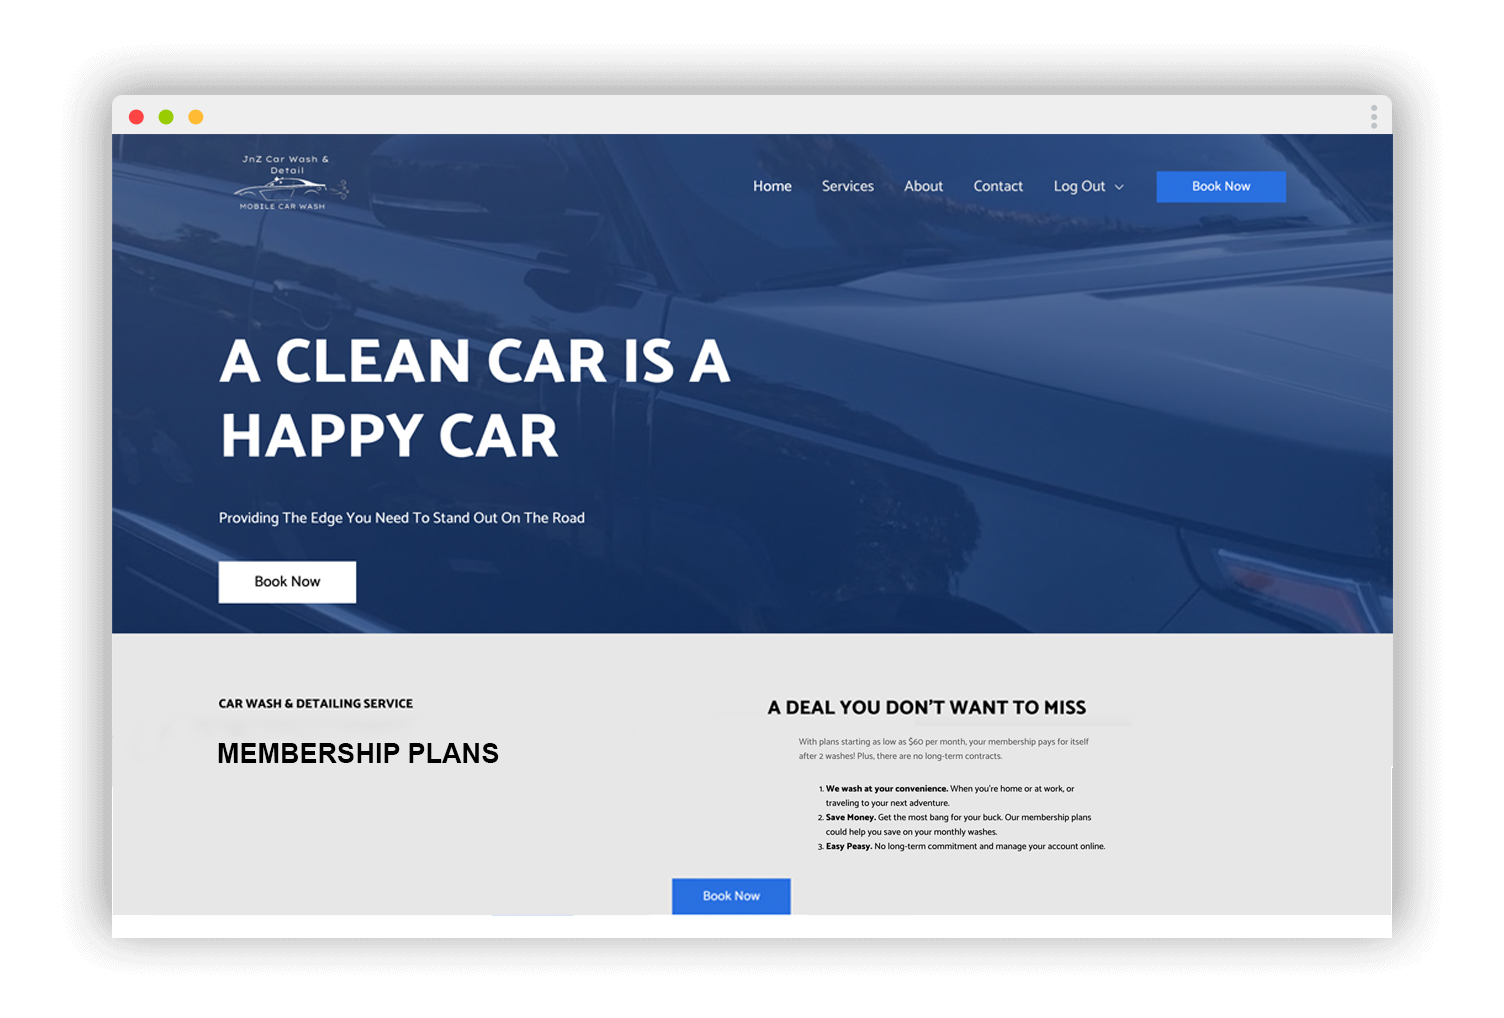 JnZ Car Wash &
Detail
MOBILE CAR WASH
Home Services About Contact Log Out Book Now
A CLEAN CAR IS A
HAPPY CAR
Providing The Edge You Need To Stand Out On The Road
Book Now
CAR WASH & DETAILING SERVICE
MEMBERSHIP PLANS
A DEAL YOU DON'T WANT TO MISS
With plans starting as low as $60 per month, your membership pays for itself
after 2 washes! Plus, there are no long-term contracts.
1. We wash at your convenience. When you're home or at work, or
traveling to your next adventure.
2. Save Money. Get the most bang for your buck. Our membership plans
could help you save on your monthly washes.
3. Easy Peasy. No long-term commitment and manage your account online.
Book Now